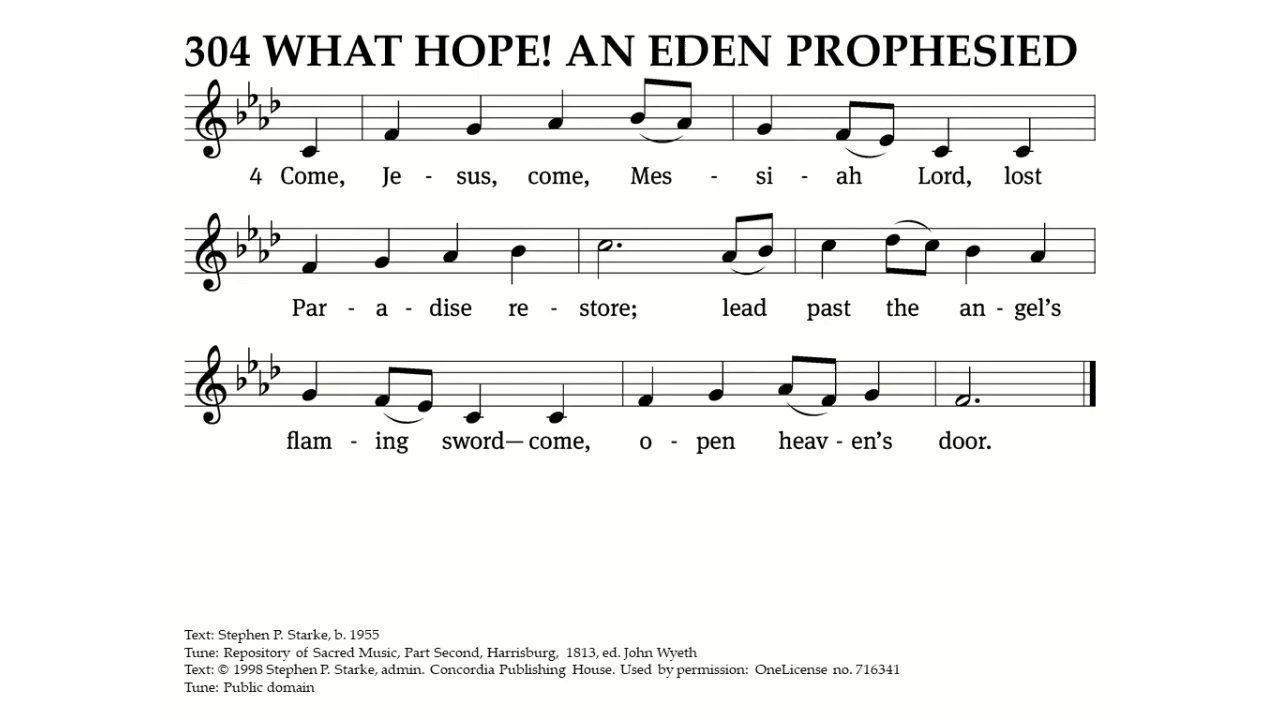 304 WHAT HOPE! AN EDEN PROPHESIED
4 Come, Je - sus, come, Mes - si - ah Lord, lost
Par - a - dise re - store; lead past the an - gel's
flam - ing sword— come, o - pen heav - en's door.
Text: Stephen P. Starke, b. 1955
Tune: Repository of Sacred Music, Part Second, Harrisburg, 1813, ed. John Wyeth
Text: © 1998 Stephen P. Starke, admin. Concordia Publishing House. Used by permission: OneLicense no. 716341
Tune: Public domain